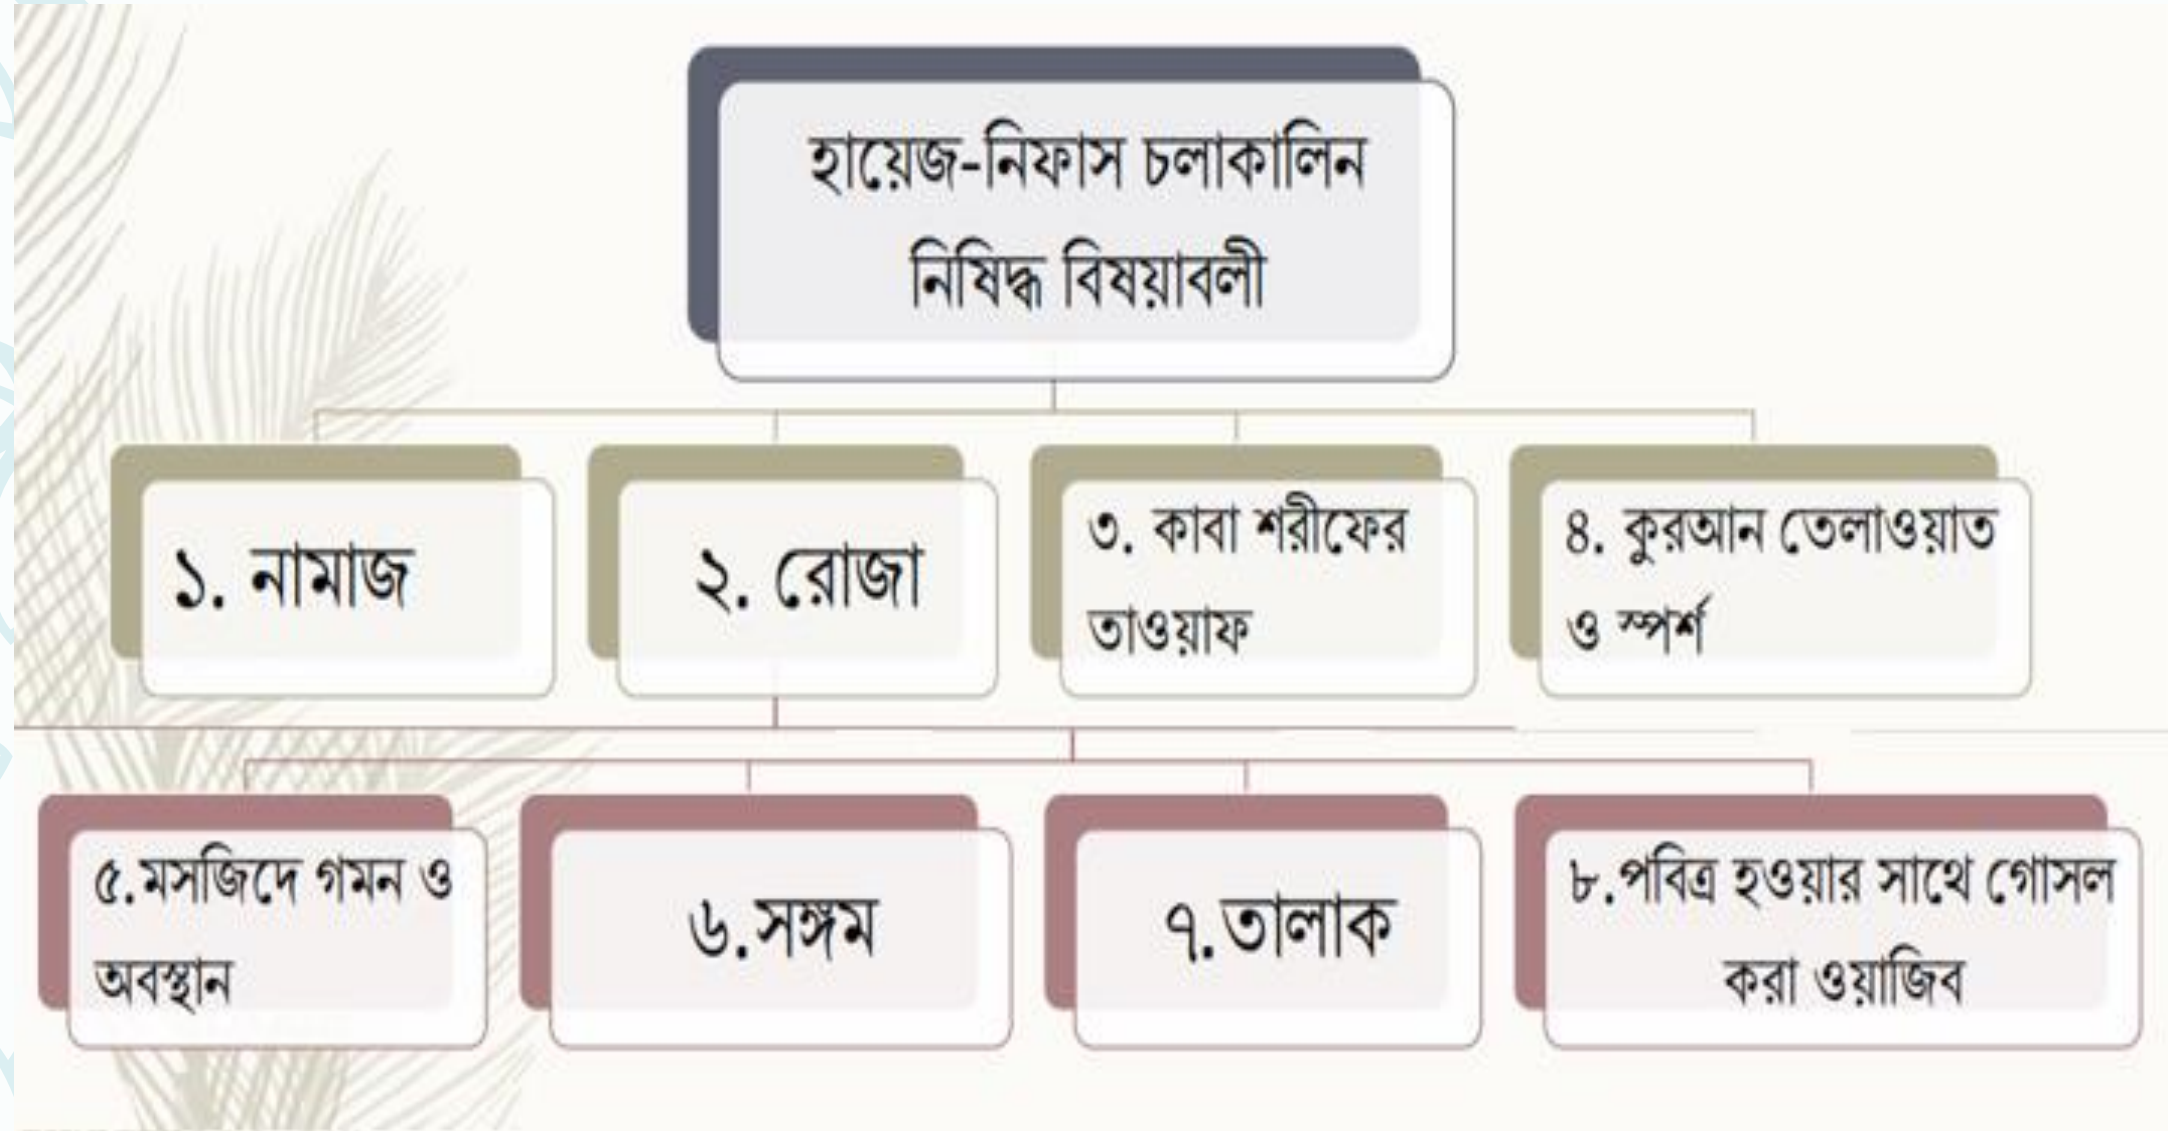 হায়েজ-নিফাস চলাকালিন
নিষিদ্ধ বিষয়াবলী
১. নামাজ
২. রোজা
৩. কাবা শরীফের
তাওয়াফ
৪. কুরআন তেলাওয়াত
ও স্পর্শ
৫.মসজিদে গমন ও
অবস্থান
৬.সঙ্গম
৭.তালাক
৮.পবিত্র হওয়ার সাথে গোসল
করা ওয়াজিব